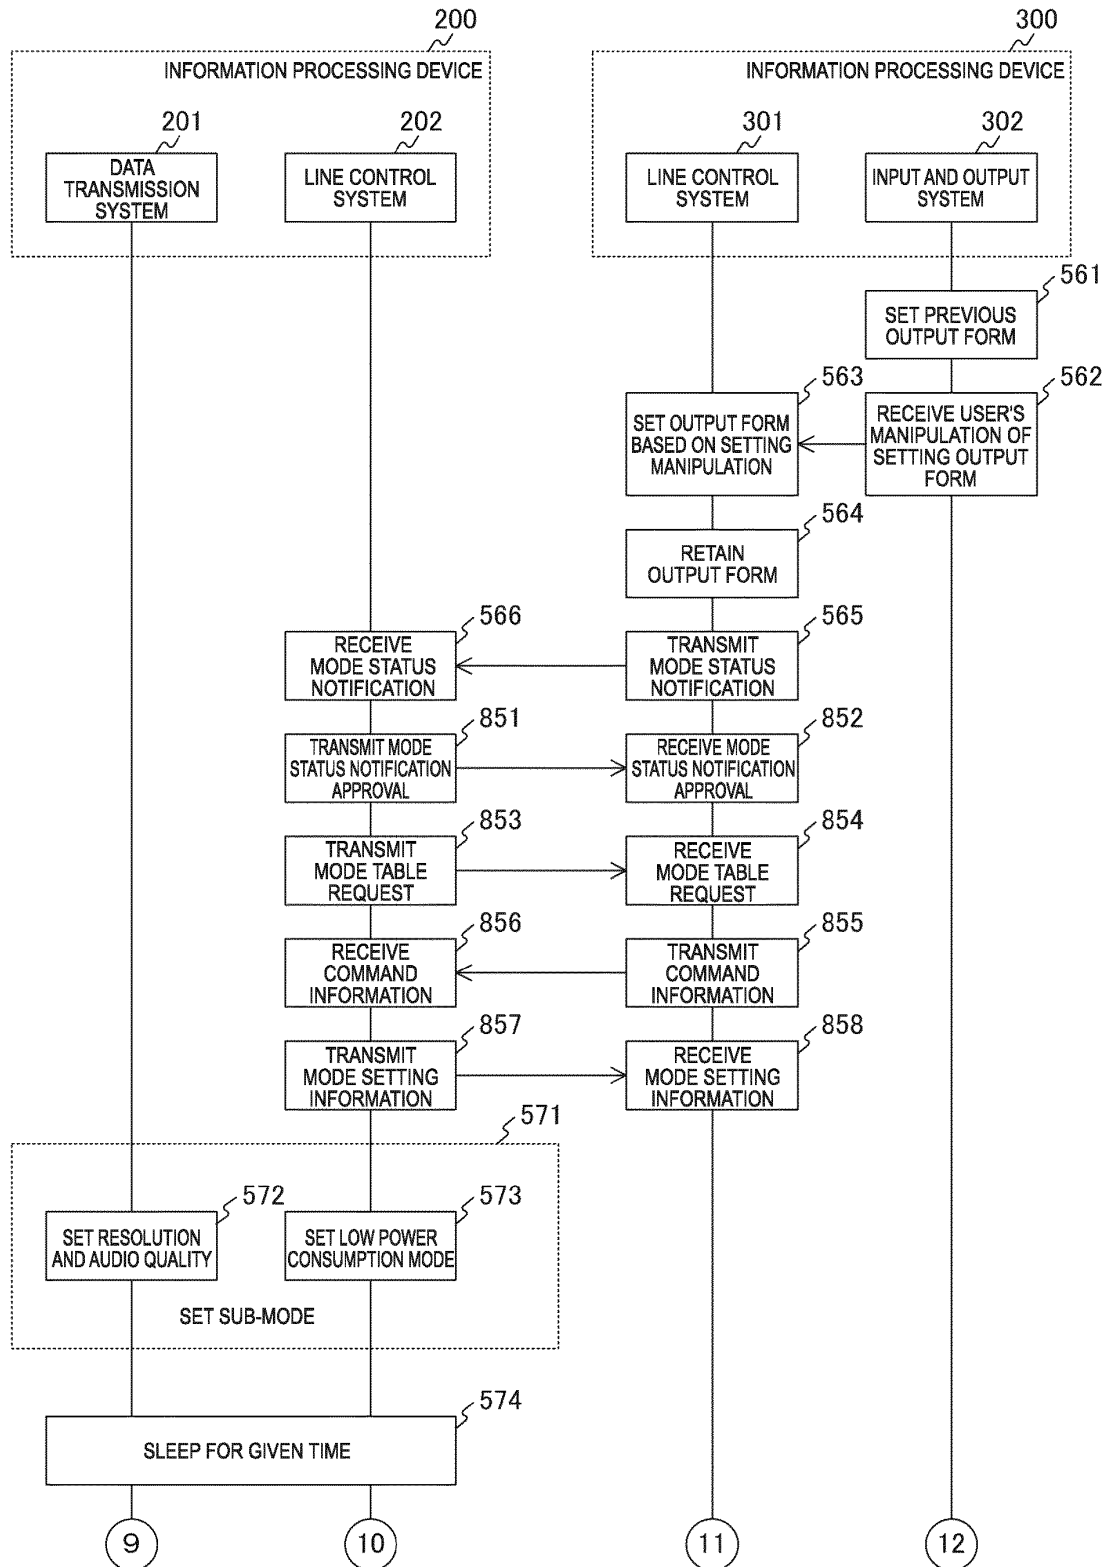 200
300
INFORMATION PROCESSING DEVICE
INFORMATION PROCESSING DEVICE
201
202
301
302
DATA
TRANSMISSION
SYSTEM
LINE CONTROL
SYSTEM
LINE CONTROL
SYSTEM
INPUT AND OUTPUT
SYSTEM
561
SET PREVIOUS
OUTPUT FORM
563
562
SET OUTPUT FORM
BASED ON SETTING
MANIPULATION
RECEIVE USER'S
MANIPULATION OF
SETTING OUTPUT
FORM
564
RETAIN
OUTPUT FORM
566
565
RECEIVE
MODE STATUS
NOTIFICATION
TRANSMIT
MODE STATUS
NOTIFICATION
851
852
TRANSMIT MODE
STATUS NOTIFICATION
APPROVAL
RECEIVE MODE
STATUS NOTIFICATION
APPROVAL
853
854
TRANSMIT
MODE TABLE
REQUEST
RECEIVE
MODE TABLE
REQUEST
856
855
RECEIVE
COMMAND
INFORMATION
TRANSMIT
COMMAND
INFORMATION
857
858
TRANSMIT
MODE SETTING
INFORMATION
RECEIVE
MODE SETTING
INFORMATION
571
572
573
SET RESOLUTION
AND AUDIO QUALITY
SET LOW POWER
CONSUMPTION MODE
SET SUB-MODE
574
SLEEP FOR GIVEN TIME
9
10
11
12